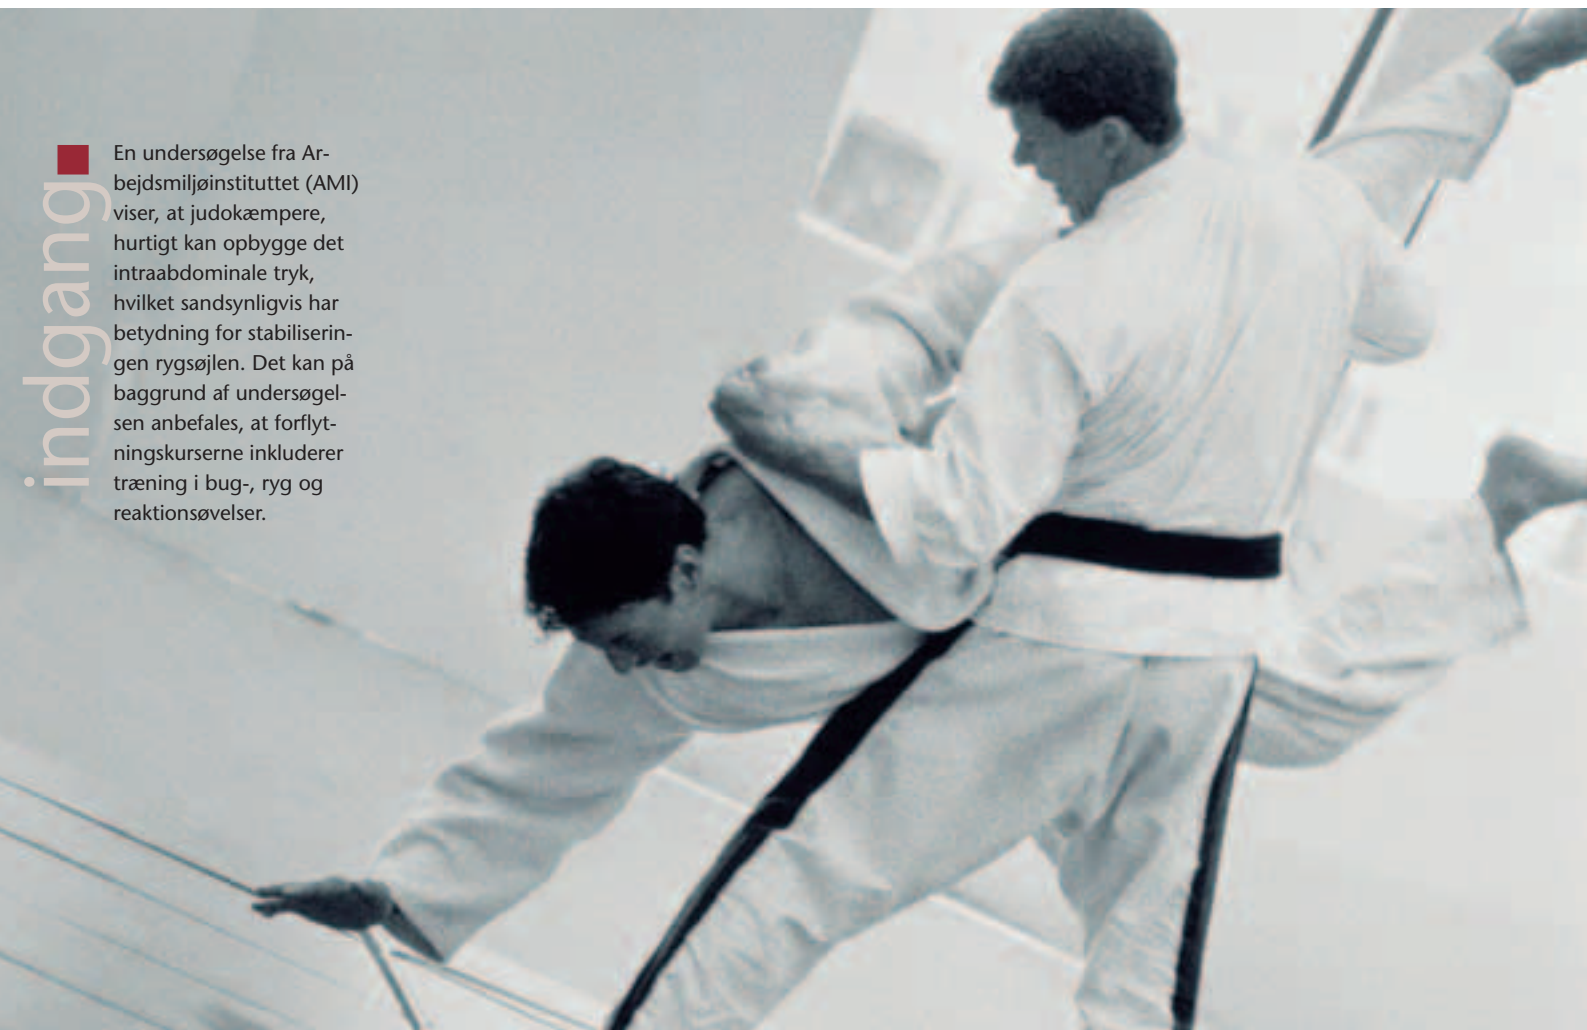 indgang
En undersøgelse fra Ar-
bejdsmiljøinstituttet (AMI)
viser, at judokæmpere,
hurtigt kan opbygge det
intraabdominale tryk,
hvilket sandsynligvis har
betydning for stabiliserin-
gen rygsøjlen. Det kan på
baggrund af undersøgel-
sen anbefales, at forflyt-
ningskurserne inkluderer
træning i bug-, ryg og
reaktionsøvelser.